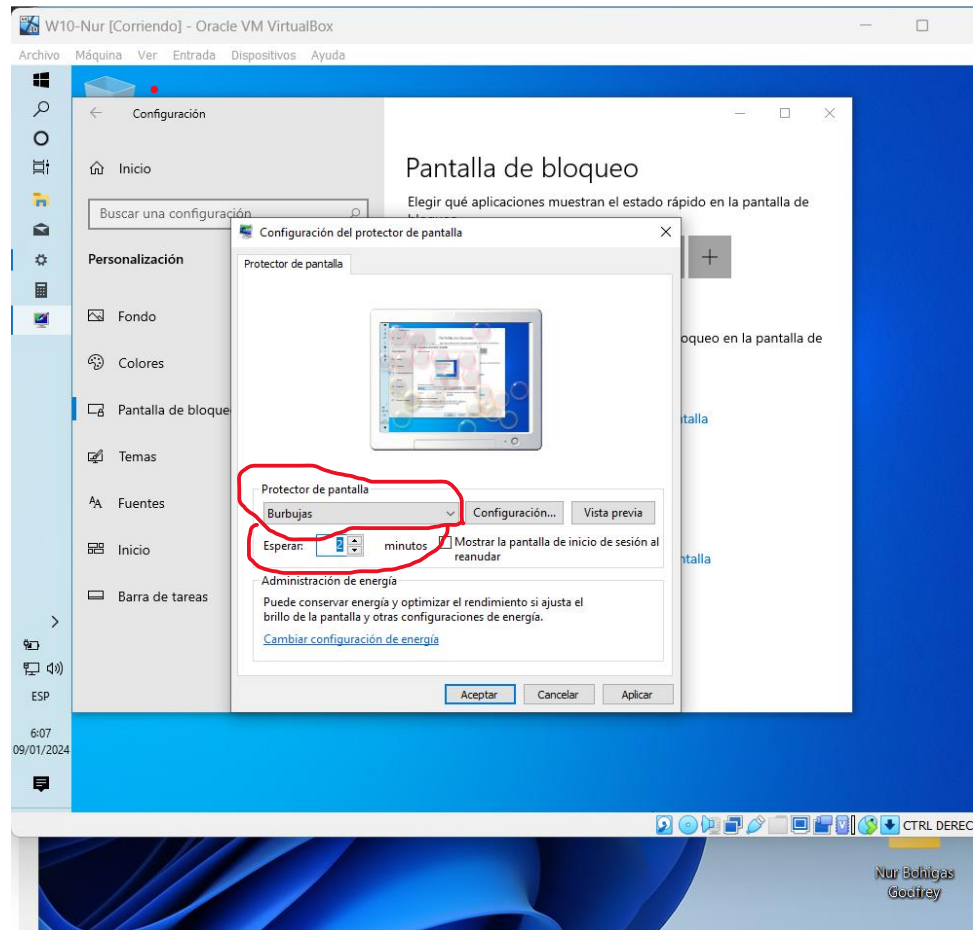 W10-Nur [Corriendo] - Oracle VM VirtualBox
Archivo Máquina Ver Entrada Dispositivos Ayuda
Configuración
Inicio
Buscar una configuración
Personalización
Fondo
Colores
Pantalla de bloque
Temas
Fuentes
Inicio
Barra de tareas
Pantalla de bloqueo
Elegir qué aplicaciones muestran el estado rápido en la pantalla de
oqueo en la pantalla de
talla
ntalla
Configuración del protector de pantalla
Protector de pantalla
Protector de pantalla
Burbujas
Configuración... Vista previa
Esperar: 2 minutos Mostrar la pantalla de inicio de sesión al
reanudar
Administración de energía
Puede conservar energía y optimizar el rendimiento si ajusta el
brillo de la pantalla y otras configuraciones de energía.
Cambiar configuración de energía
Aceptar Cancelar Aplicar
ESP
6:07
09/01/2024
CTRL DEREC
Nur Bohigas
Godfrey